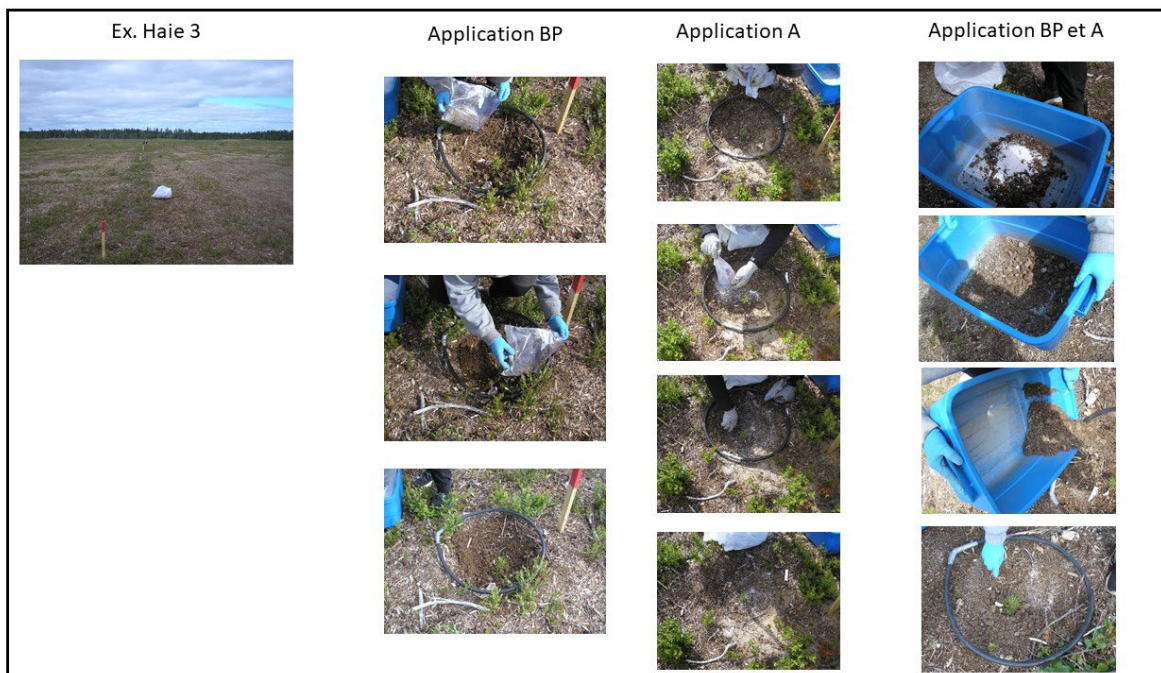 Ex. Haie 3
Application BP
Application A
Application BP et A